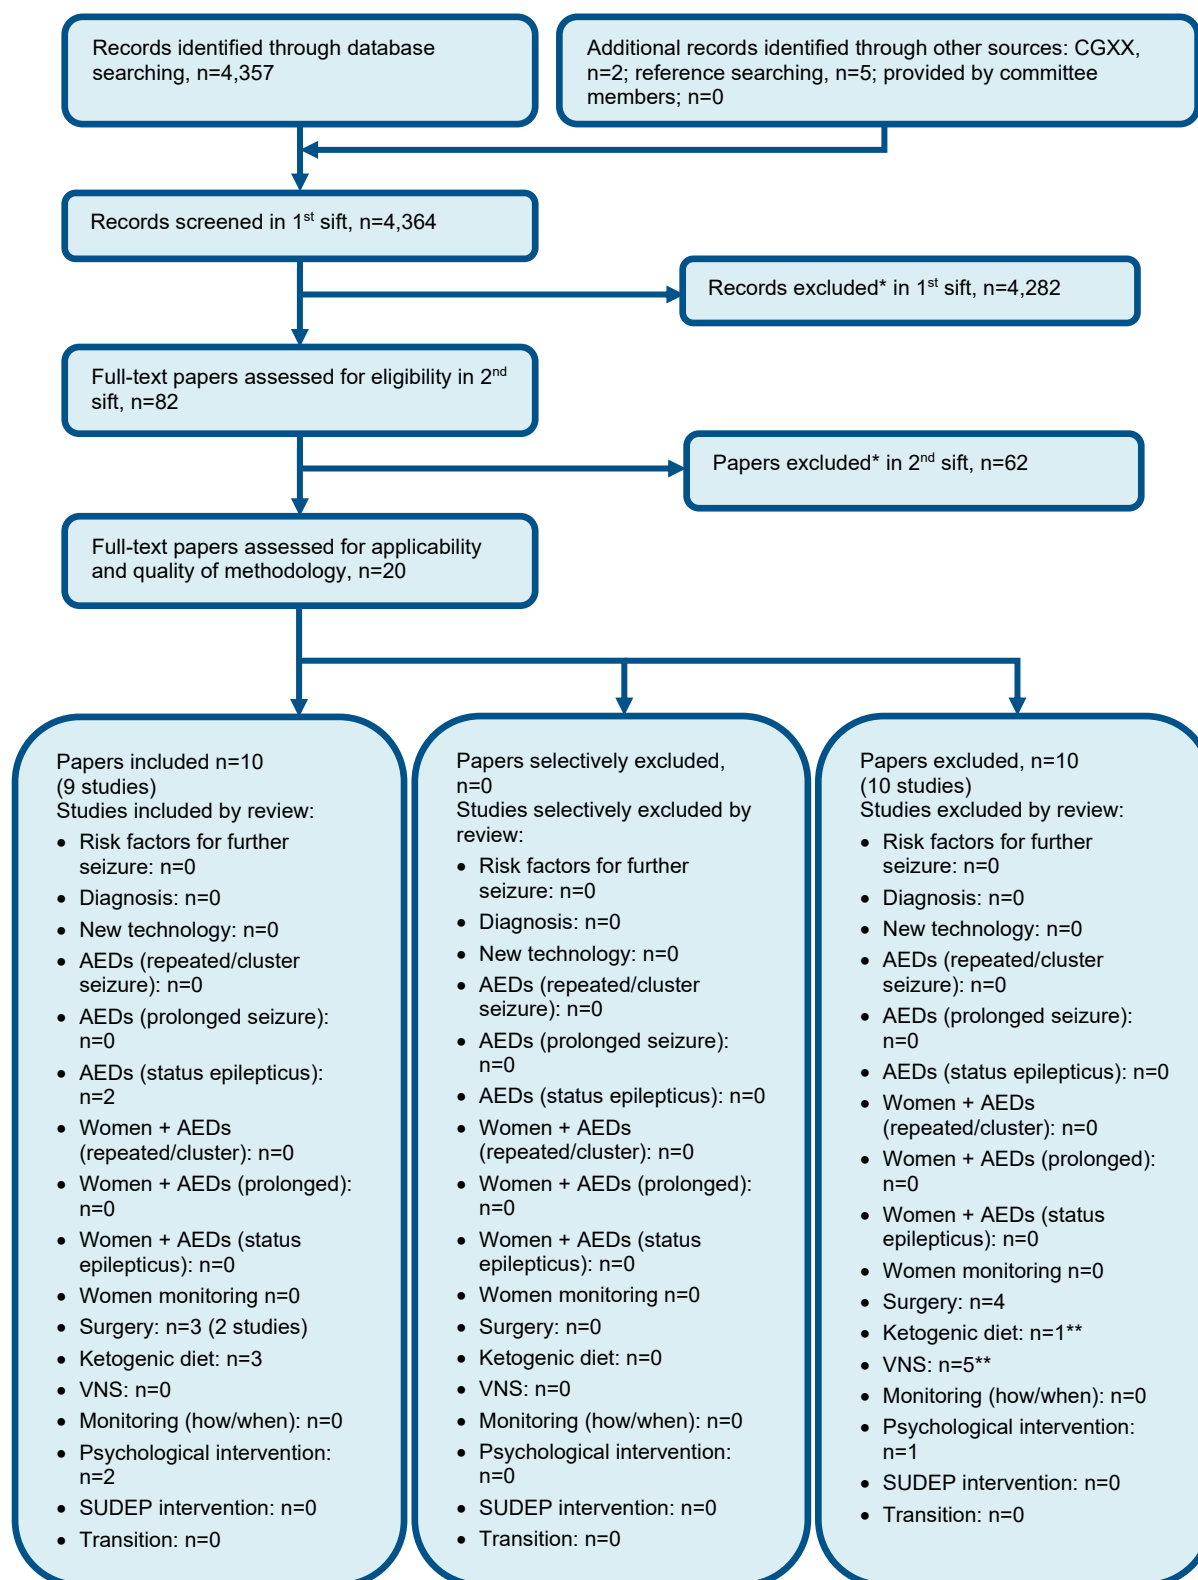 Records identified through database
searching, n=4,357
Additional records identified through other sources: CGXX,
n=2; reference searching, n=5; provided by committee
members; n=0
Records screened in 1st sift, n=4,364
Records excluded* in 1st sift, n=4,282
Full-text papers assessed for eligibility in 2nd
sift, n=82
Papers excluded* in 2nd sift, n=62
Full-text papers assessed for applicability
and quality of methodology, n=20
Papers included n=10
(9 studies)
Studies included by review:
• Risk factors for further
seizure: n=0
• Diagnosis: n=0
• New technology: n=0
• AEDs (repeated/cluster
seizure): n=0
• AEDs (prolonged seizure):
n=0
• AEDs (status epilepticus):
n=2
• Women + AEDs
(repeated/cluster): n=0
• Women + AEDs (prolonged):
n=0
• Women + AEDs (status
epilepticus): n=0
• Women monitoring n=0
• Surgery: n=3 (2 studies)
• Ketogenic diet: n=3
• VNS: n=0
• Monitoring (how/when): n=0
• Psychological intervention:
n=2
• SUDEP intervention: n=0
• Transition: n=0
Papers selectively excluded,
n=0
Studies selectively excluded by
review:
• Risk factors for further
seizure: n=0
• Diagnosis: n=0
• New technology: n=0
• AEDs (repeated/cluster
seizure): n=0
• AEDs (prolonged seizure):
n=0
• AEDs (status epilepticus): n=0
• Women + AEDs
(repeated/cluster): n=0
• Women + AEDs (prolonged):
n=0
• Women + AEDs (status
epilepticus): n=0
• Women monitoring n=0
• Surgery: n=0
• Ketogenic diet: n=0
• VNS: n=0
• Monitoring (how/when): n=0
• Psychological intervention:
n=0
• SUDEP intervention: n=0
• Transition: n=0
Papers excluded, n=10
(10 studies)
Studies excluded by review:
• Risk factors for further
seizure: n=0
• Diagnosis: n=0
• New technology: n=0
• AEDs (repeated/cluster
seizure): n=0
• AEDs (prolonged seizure):
n=0
• AEDs (status epilepticus): n=0
• Women + AEDs
(repeated/cluster): n=0
• Women + AEDs (prolonged):
n=0
• Women + AEDs (status
epilepticus): n=0
• Women monitoring n=0
• Surgery: n=4
• Ketogenic diet: n=1**
• VNS: n=5**
• Monitoring (how/when): n=0
• Psychological intervention:
n=1
• SUDEP intervention: n=0
• Transition: n=0